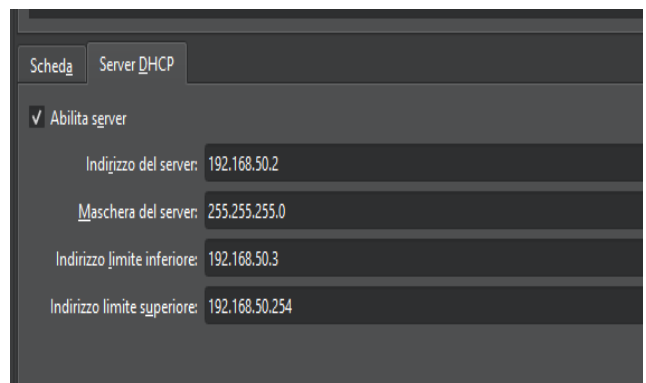 Scheda Server DHCP
✓ Abilita server
Indirizzo del server: 192.168.50.2
Maschera del server: 255.255.255.0
Indirizzo limite inferiore: 192.168.50.3
Indirizzo limite superiore: 192.168.50.254